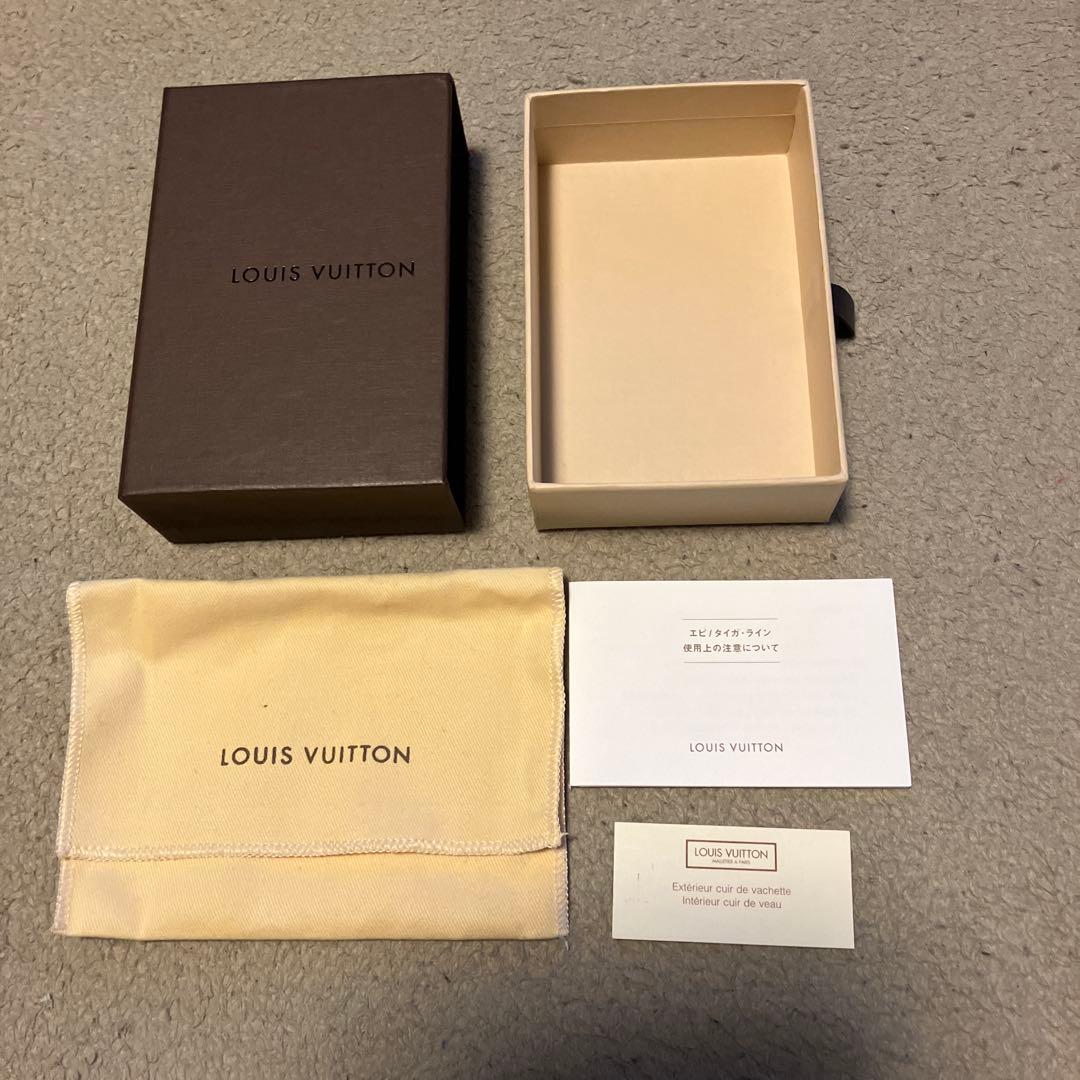 LOUIS VUITTON
LOUIS VUITTON
エピ/タイガ・ライン
使用上の注意について
LOUIS VUITTON
LOUIS VUITTON
MALLETIER A PARIS
Extérieur cuir de vachette
Intérieur cuir de veau